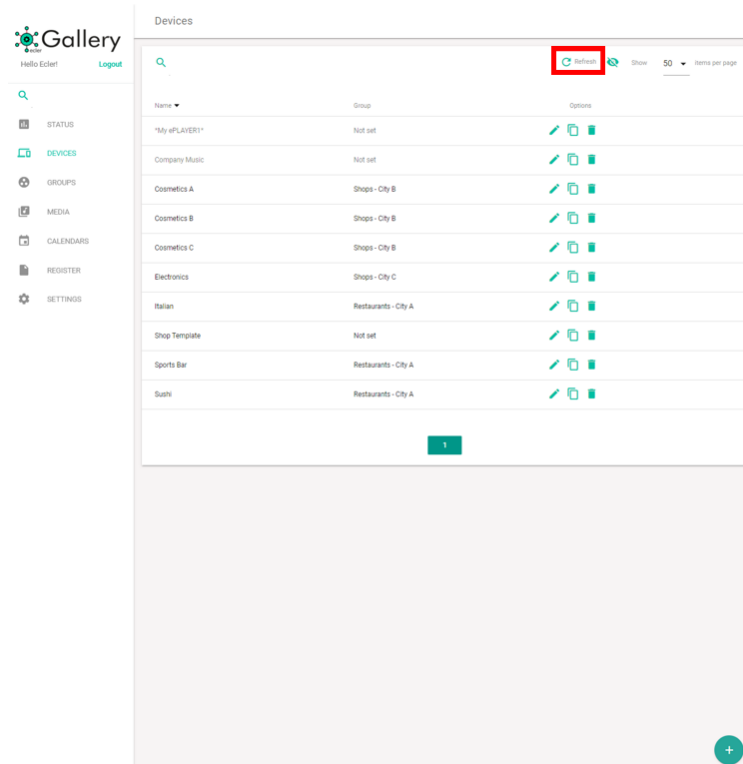 Devices
Gallery
ecler
Hello Ecler! Logout
Refresh Show 50 items per page
STATUS
DEVICES
GROUPS
MEDIA
CALENDARS
REGISTER
SETTINGS
Name Group Options
*My ePLAYER1* Not set
Company Music Not set
Cosmetics A Shops - City B
Cosmetics B Shops - City B
Cosmetics C Shops - City B
Electronics Shops - City C
Italian Restaurants - City A
Shop Template Not set
Sports Bar Restaurants - City A
Sushi Restaurants - City A
1